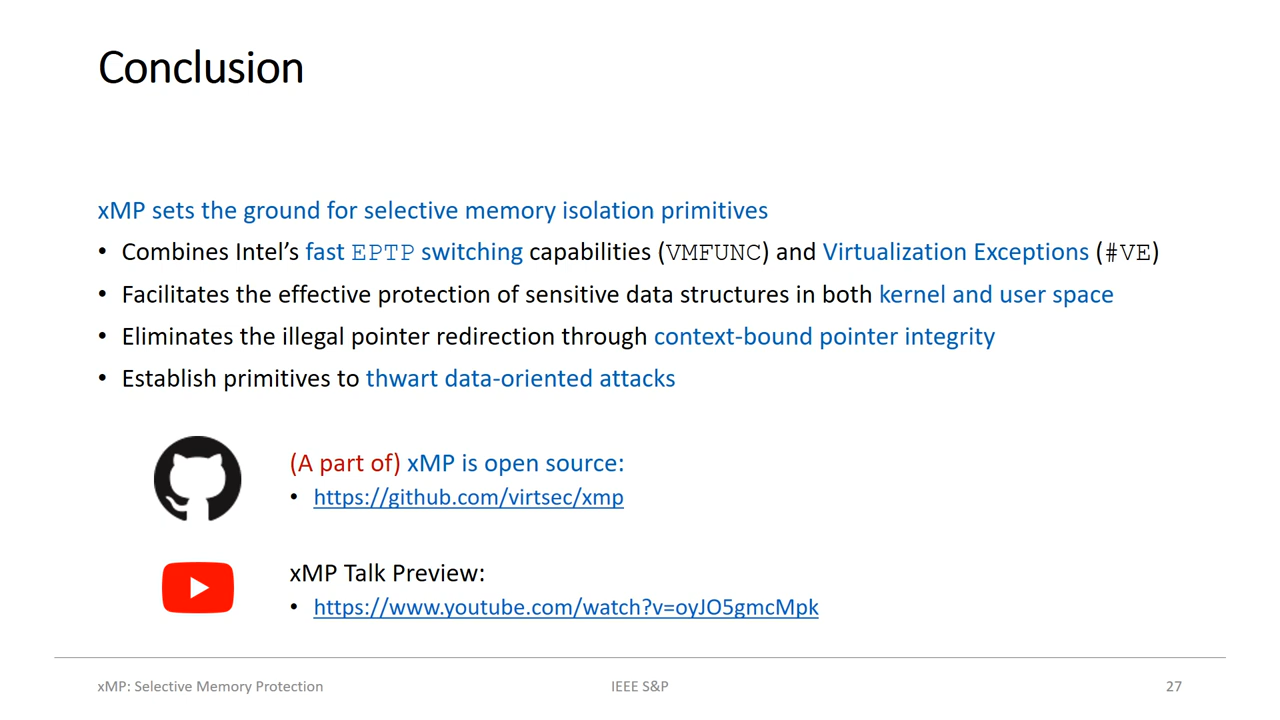 Conclusion
xMP sets the ground for selective memory isolation primitives
• Combines Intel’s fast EPTP switching capabilities (VMFUNC) and Virtualization Exceptions (#VE)
• Facilitates the effective protection of sensitive data structures in both kernel and user space
• Eliminates the illegal pointer redirection through context-bound pointer integrity
• Establish primitives to thwart data-oriented attacks
(A part of) xMP is open source:
• https://github.com/virtsec/xmp
xMP Talk Preview:
• https://www.youtube.com/watch?v=oyJO5gmcMpk
xMP: Selective Memory Protection
IEEE S&P
27